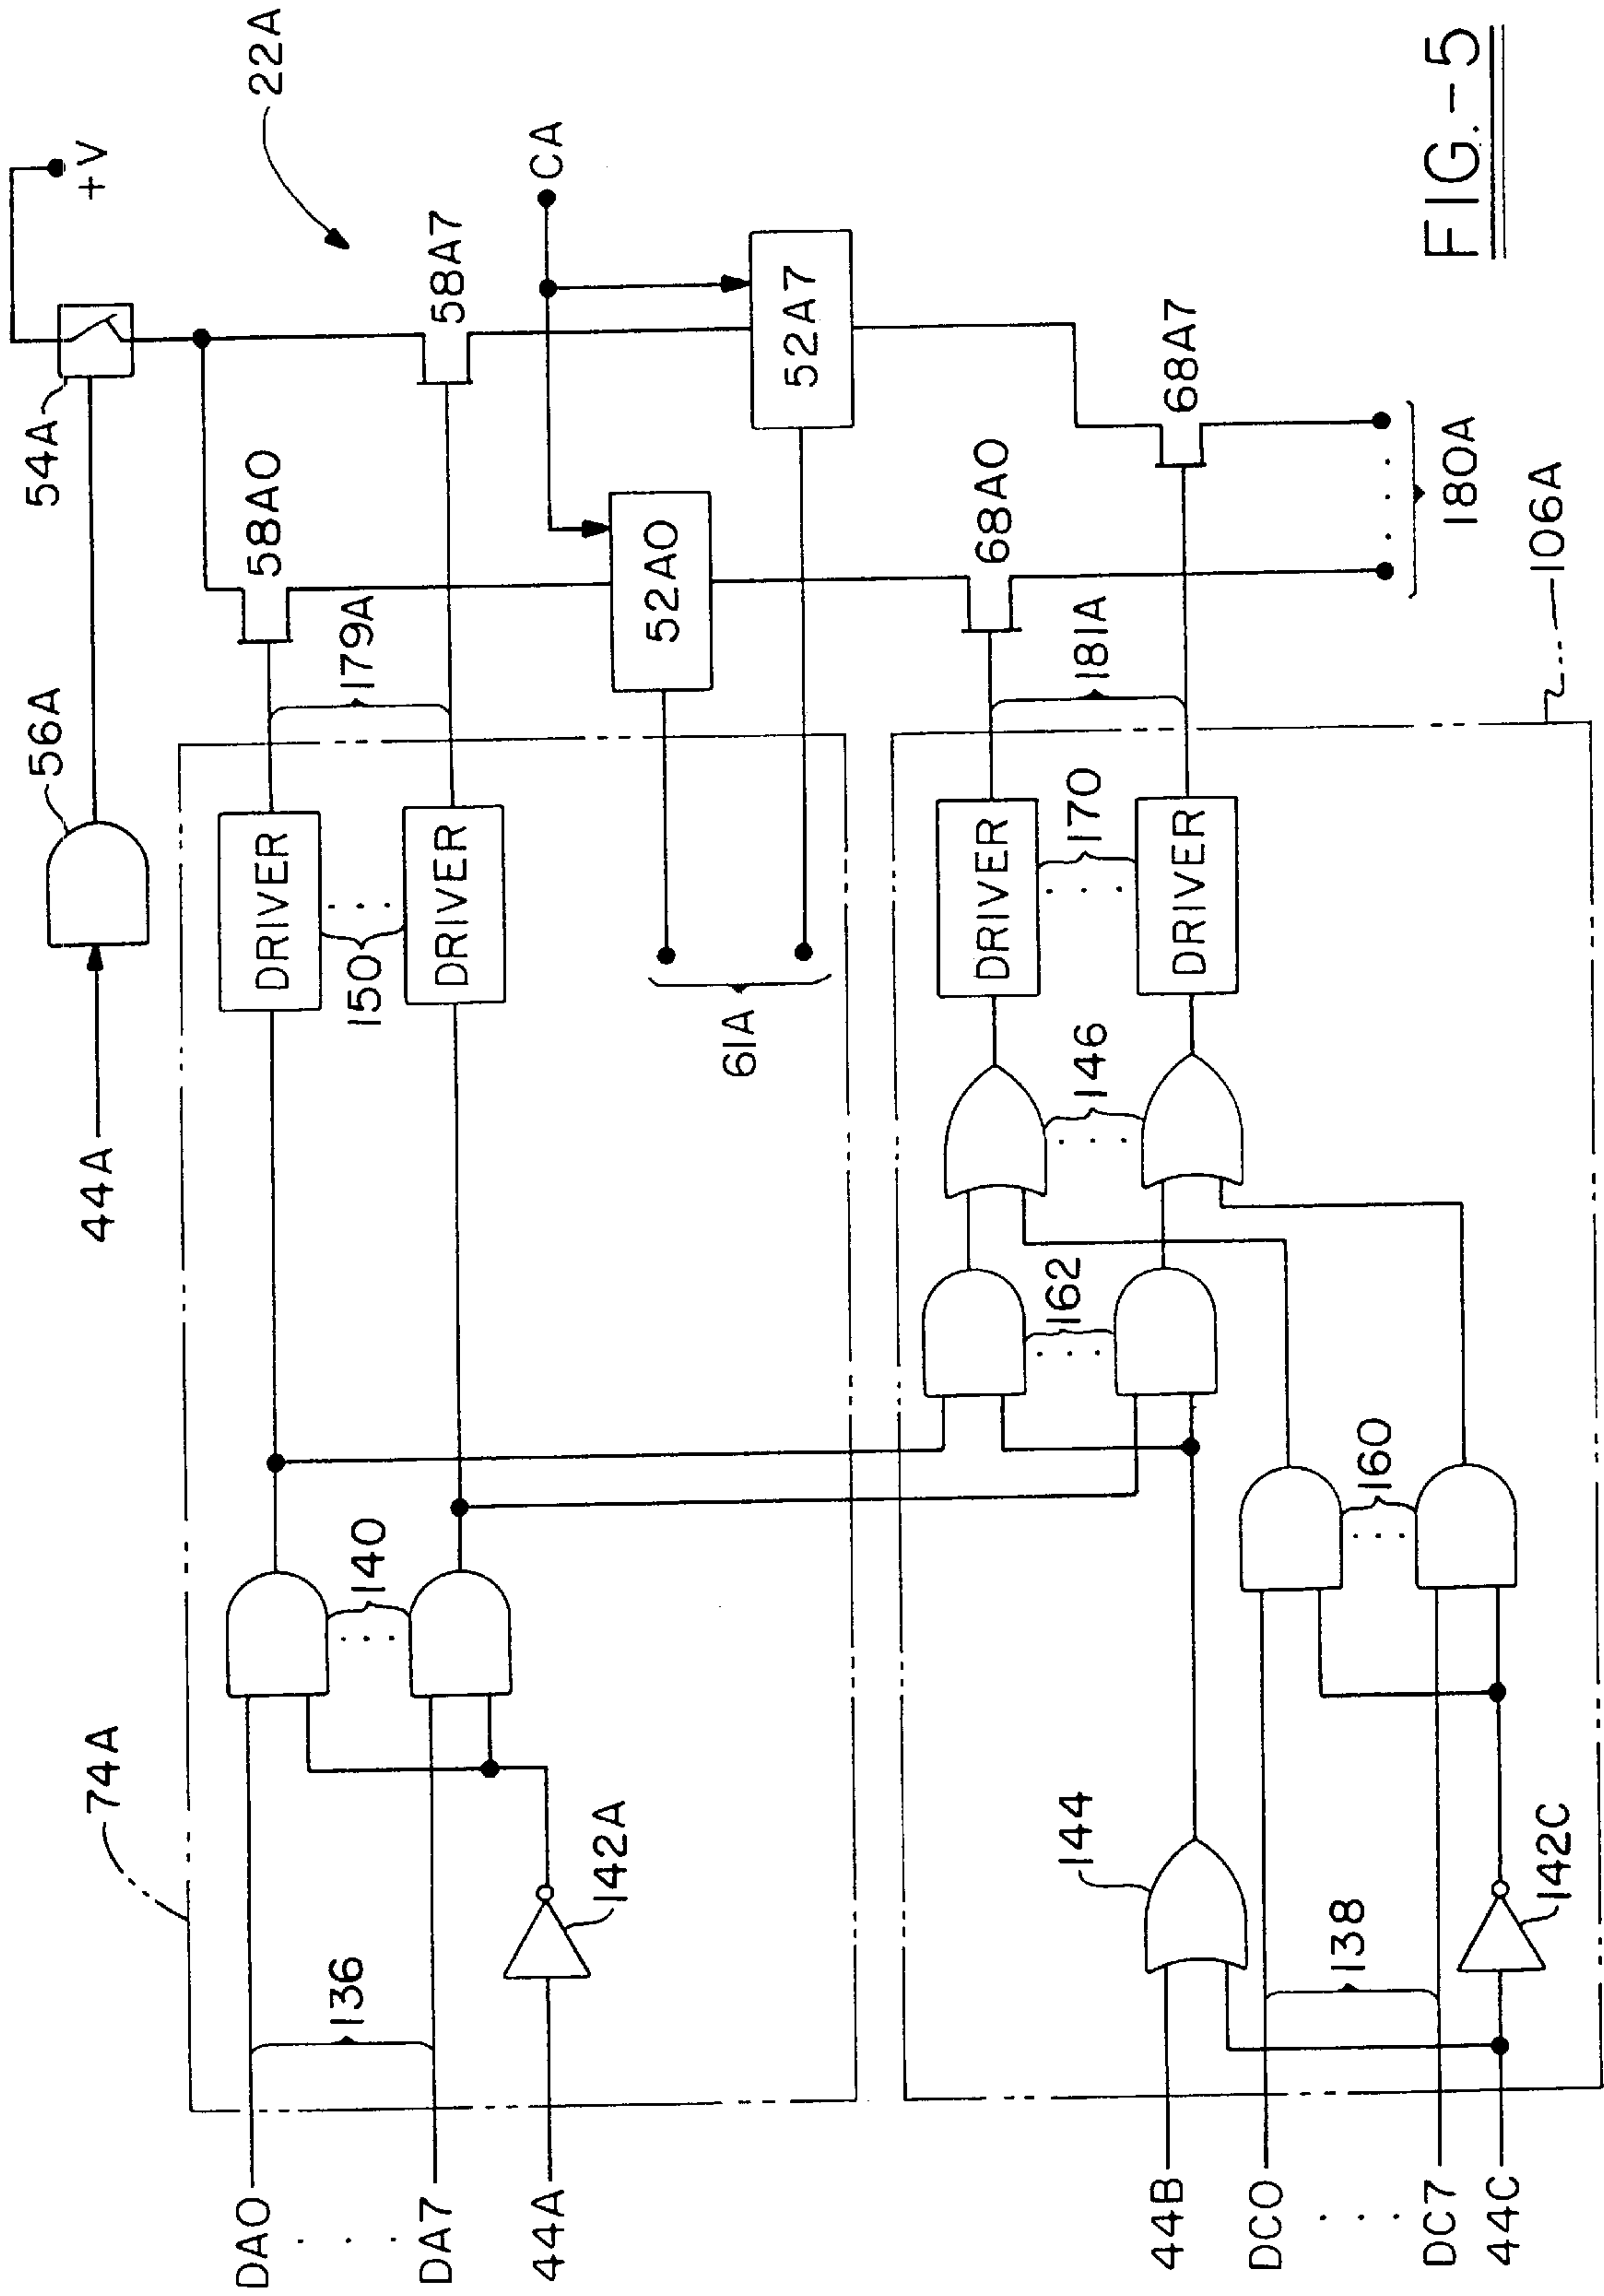 44A
56A
54A
+V
22A
74A
DA0
136
140
DRIVER
150
179A
58A0
58A7
DA7
DRIVER
44A
142A
61A
52A0
CA
52A7
44B
144
162
146
DRIVER
170
DRIVER
181A
68A0
68A7
DC0
138
160
DC7
44C
142C
180A
106A
FIG.-5